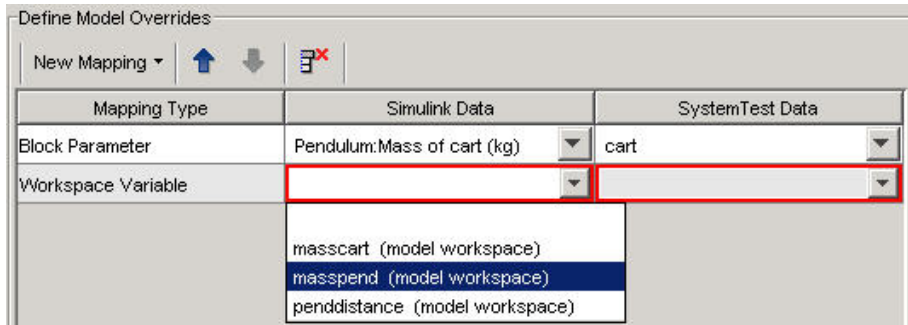 Define Model Overrides
New Mapping
Mapping Type Simulink Data SystemTest Data
Block Parameter Pendulum:Mass of cart (kg) cart
Workspace Variable
masscart (model workspace)
masspend (model workspace)
penddistance (model workspace)